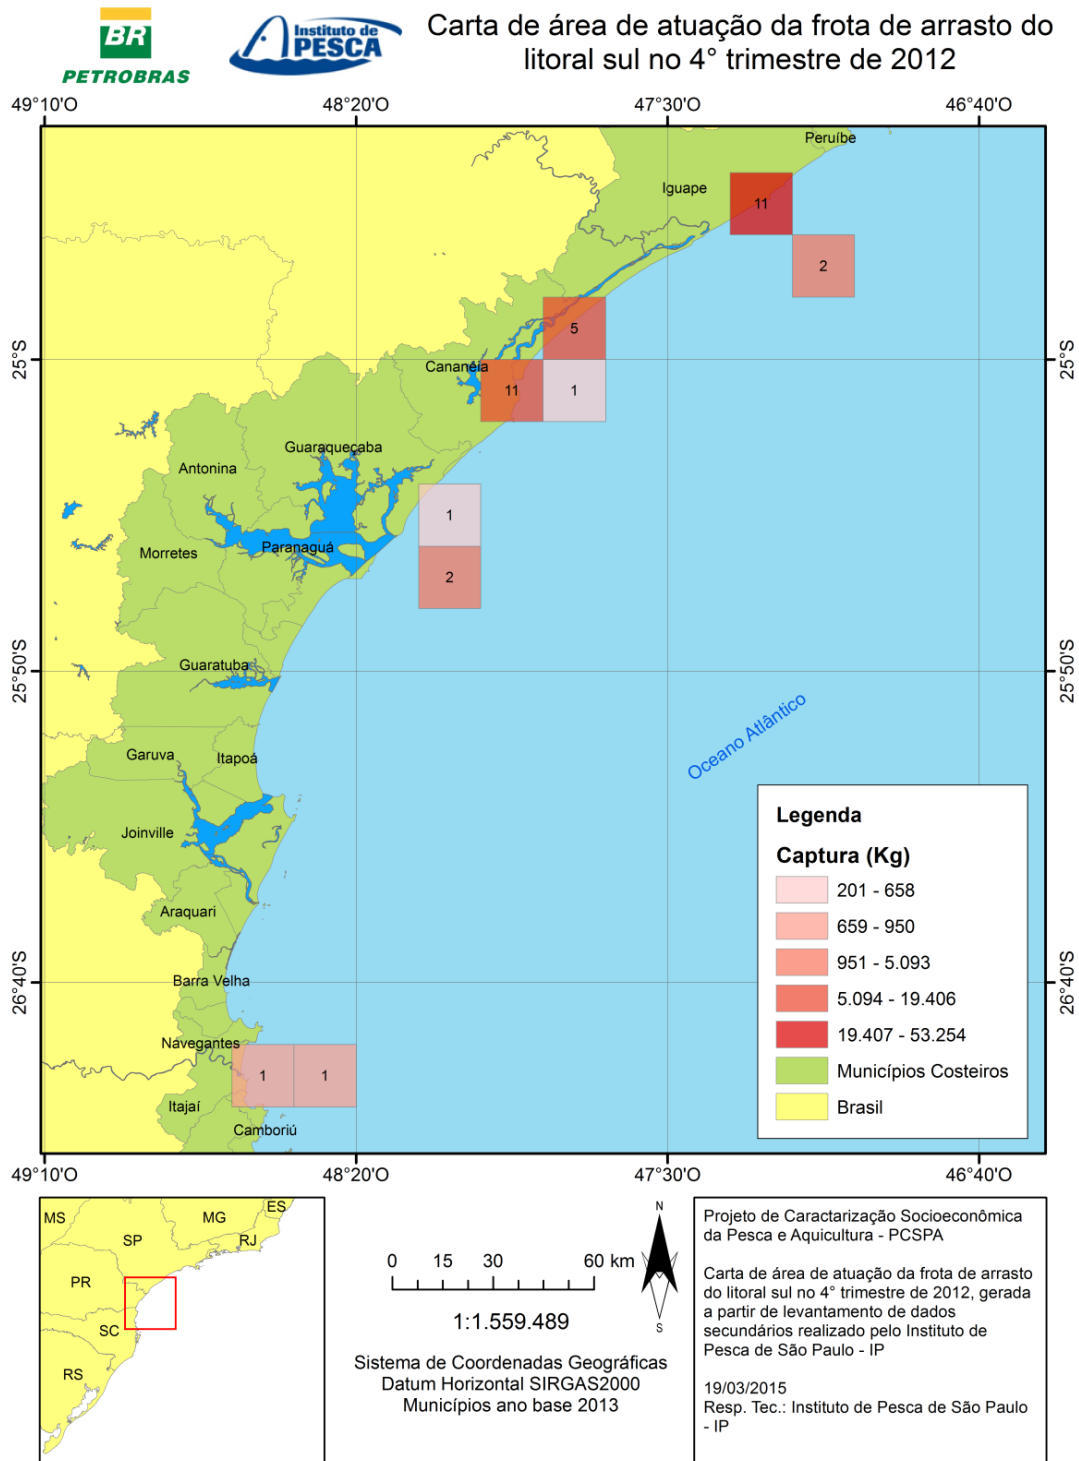 BR
PETROBRAS
Instituto de
PESCA
Carta de área de atuação da frota de arrasto do
litoral sul no 4° trimestre de 2012
49°10'O 48°20'O 47°30'O 46°40'O
Peruíbe
Iguape
11
2
5
25°S 25°S
Cananéia
11 1
Guaraqueçaba
Antonina
1
Paranaguá
Morretes
2
Guaratuba
25°50'S 25°50'S
Oceano Atlântico
Garuva
Itapoá
Joinville
Araquari
Barra Velha
26°40'S 26°40'S
Navegantes
1 1
Itajaí
Camboriú
Legenda
Captura (Kg)
201 - 658
659 - 950
951 - 5.093
5.094 - 19.406
19.407 - 53.254
Municípios Costeiros
Brasil
49°10'O 48°20'O 47°30'O 46°40'O
MS
MG
ES
SP
RJ
PR
SC
RS
0 15 30 60 km
1:1.559.489
N
S
Sistema de Coordenadas Geográficas
Datum Horizontal SIRGAS2000
Municípios ano base 2013
Projeto de Caractarização Socioeconômica
da Pesca e Aquicultura - PCSPA
Carta de área de atuação da frota de arrasto
do litoral sul no 4° trimestre de 2012, gerada
a partir de levantamento de dados
secundários realizado pelo Instituto de
Pesca de São Paulo - IP
19/03/2015
Resp. Tec.: Instituto de Pesca de São Paulo
- IP